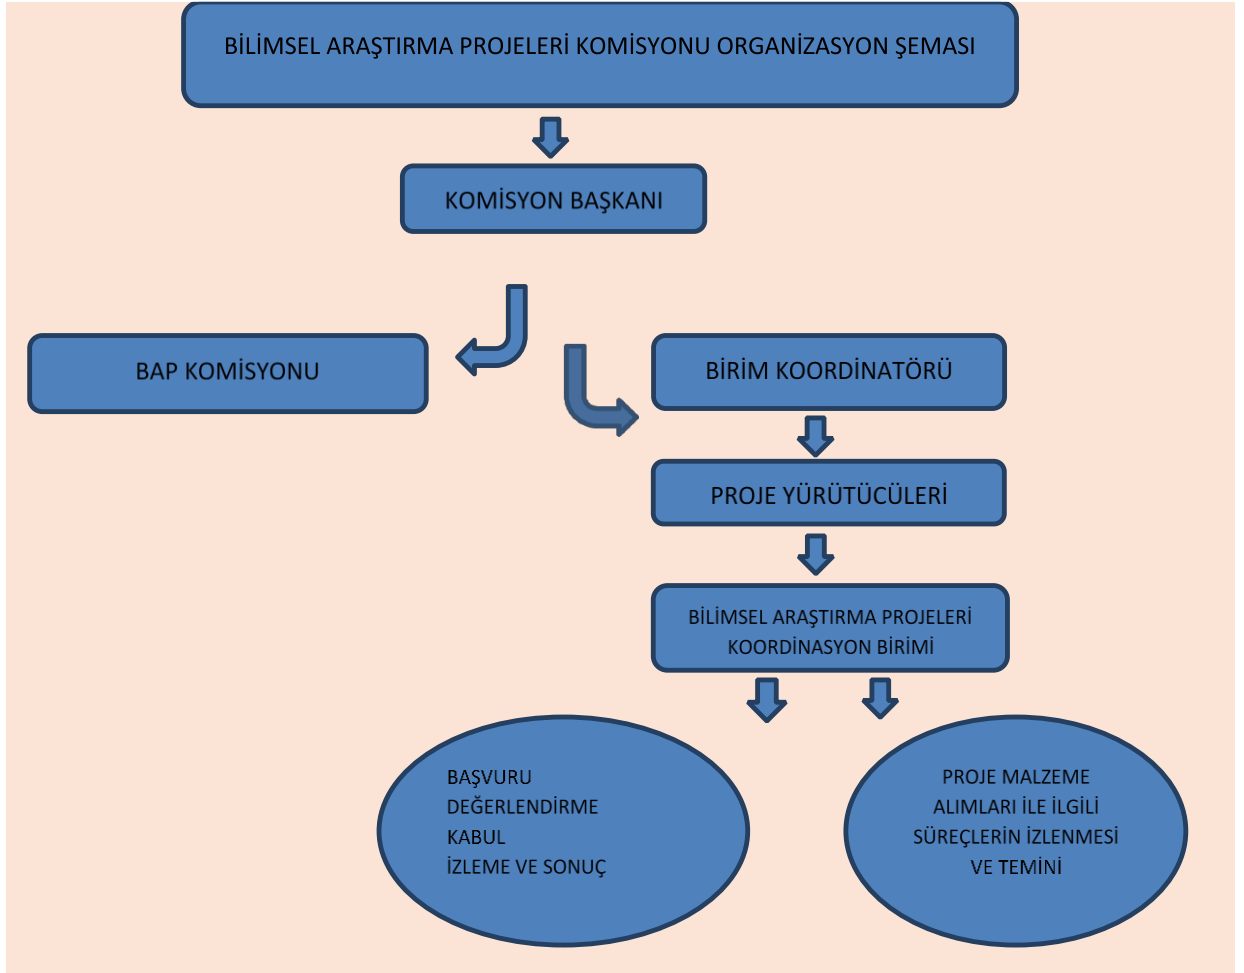 BİLİMSEL ARAŞTIRMA PROJELERİ KOMİSYONU ORGANİZASYON ŞEMASI
KOMİSYON BAŞKANI
BAP KOMİSYONU
BİRİM KOORDİNATÖRÜ
PROJE YÜRÜTÜCÜLERİ
BİLİMSEL ARAŞTIRMA PROJELERİ
KOORDİNASYON BİRİMİ
BAŞVURU
DEĞERLENDİRME
KABUL
İZLEME VE SONUÇ
PROJE MALZEME
ALIMLARI İLE İLGİLİ
SÜREÇLERİN İZLENMESİ
VE TEMİNİ